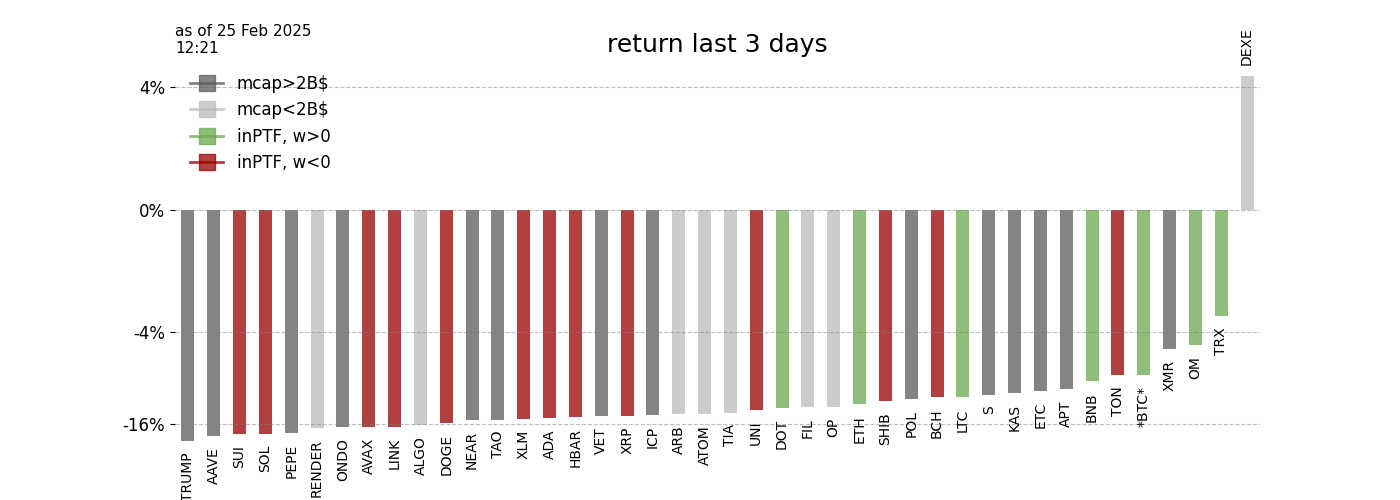 as of 25 Feb 2025
12:21
return last 3 days
mcap>2B$
mcap<2B$
inPTF, w>0
inPTF, w<0
4%
0%
-4%
-16%
TRUMP
AAVE
SUI
SOL
PEPE
RENDER
ONDO
AVAX
LINK
ALGO
DOGE
NEAR
TAO
XLM
ADA
HBAR
VET
XRP
ICP
ARB
ATOM
TIA
UNI
DOT
FIL
OP
ETH
SHIB
POL
BCH
LTC
S
KAS
ETC
APT
BNB
TON
*BTC*
XMR
OM
TRX
DEXE